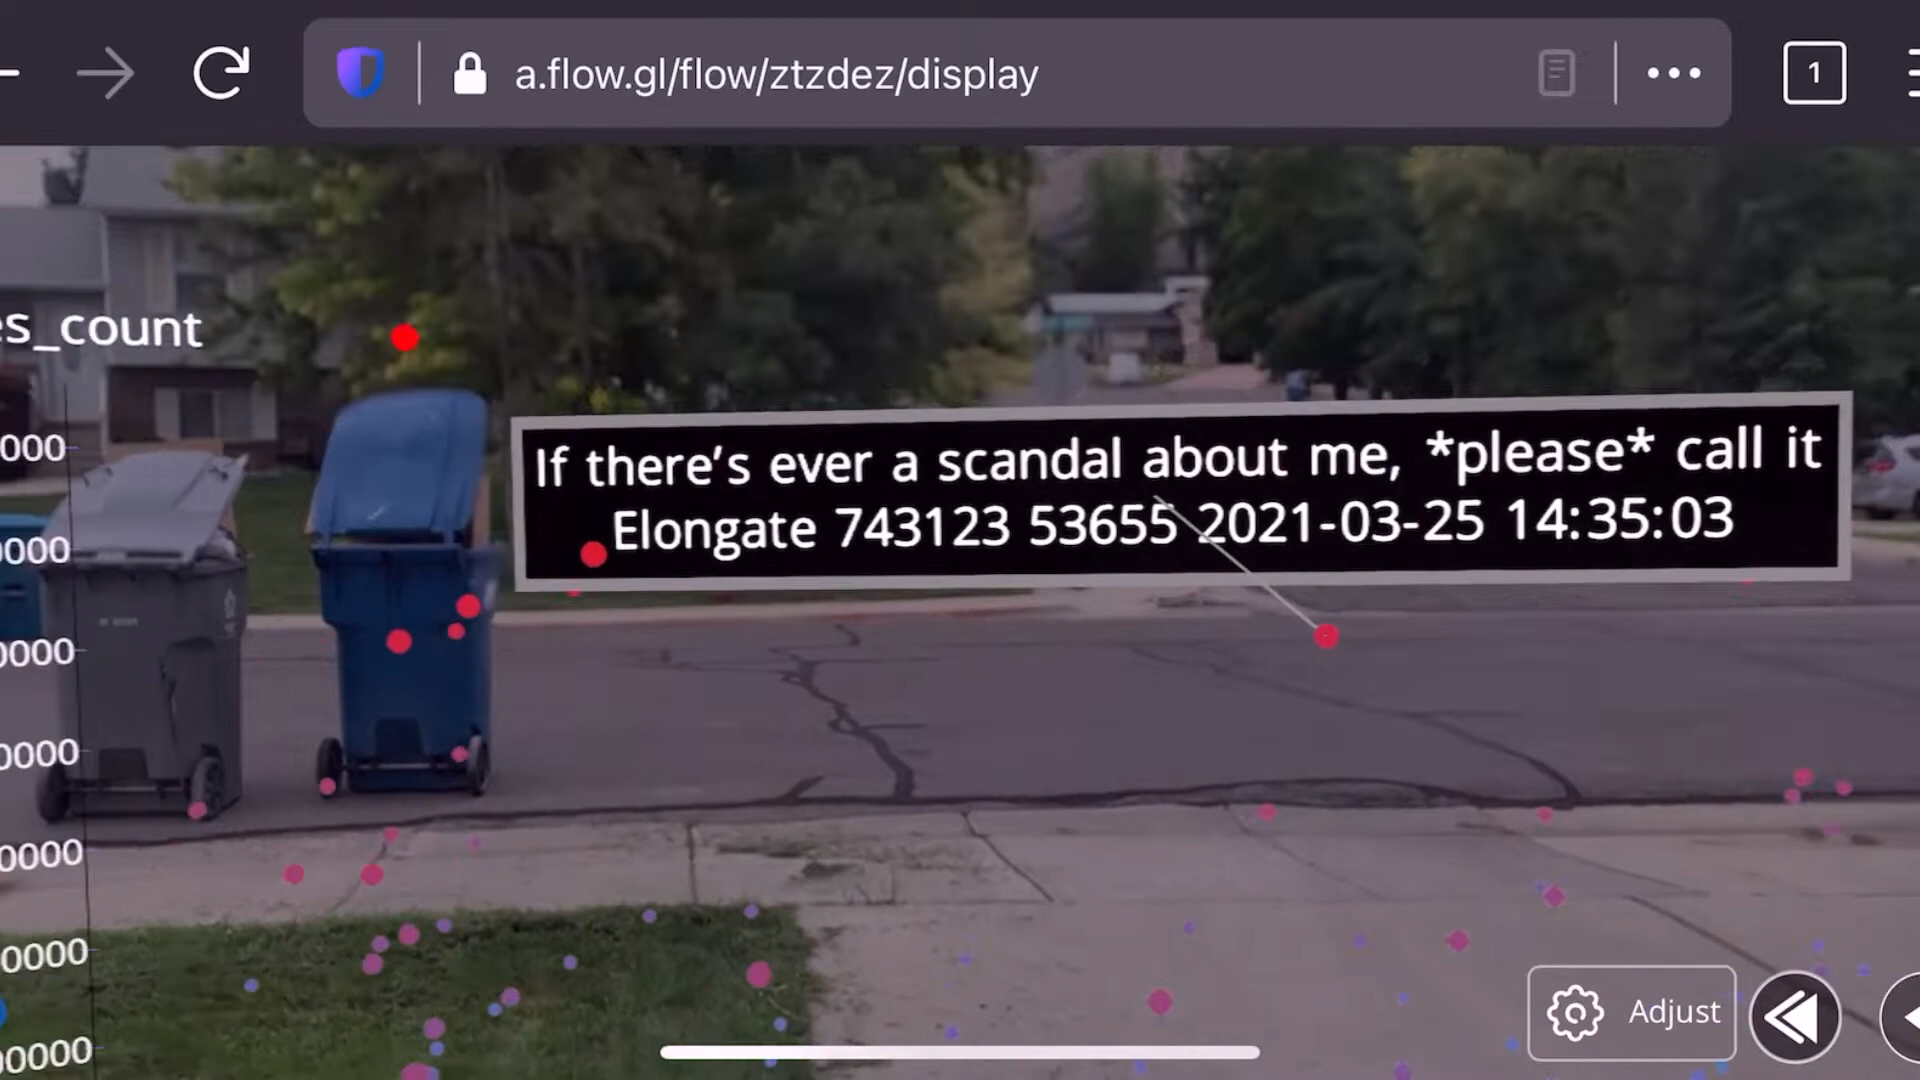 a.flow.gl/flow/ztzdez/display
1
es_count
000
If there's ever a scandal about me, *please* call it
Elongate 743123 53655 2021-03-25 14:35:03
0000
0000
0000
0000
0000
00000
Adjust